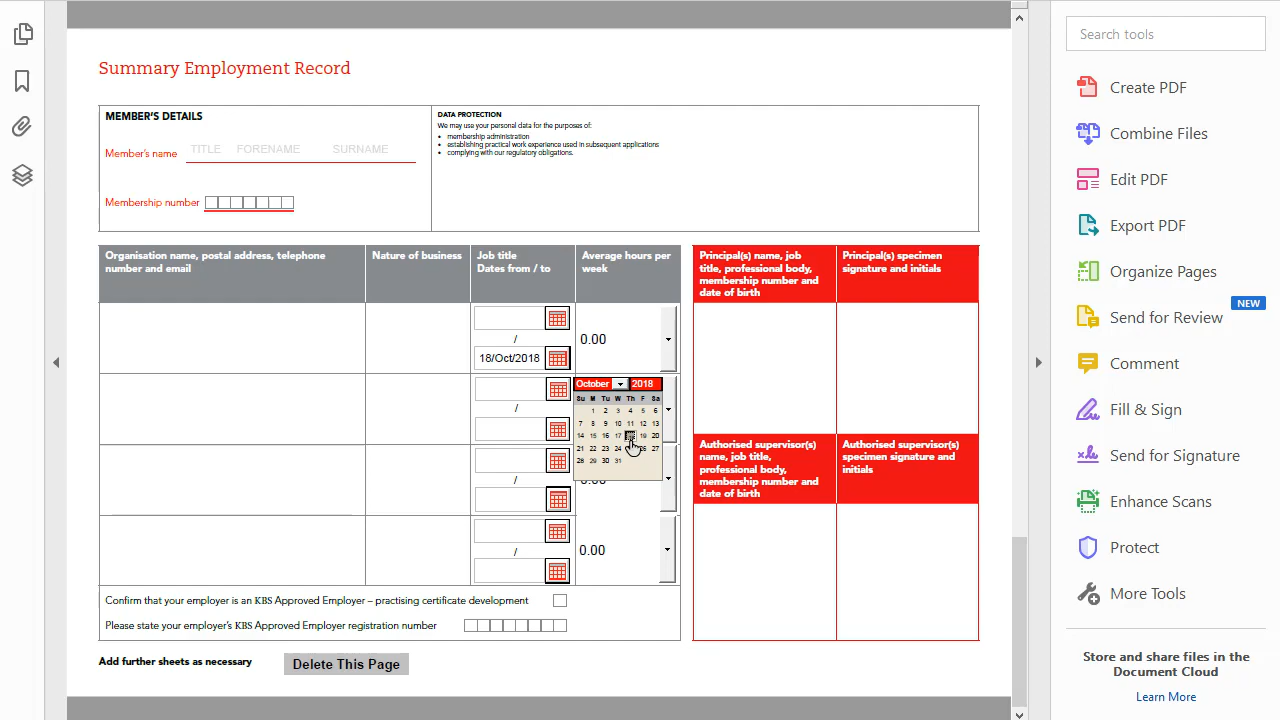 Summary Employment Record
MEMBER'S DETAILS
Member's name TITLE FORENAME SURNAME
Membership number
DATA PROTECTION
We may use your personal data for the purposes of:
• membership administration
• establishing practical work experience used in subsequent applications
• complying with our regulatory obligations.
Organisation name, postal address, telephone
number and email
Nature of business
Job title
Dates from / to
Average hours per
week
Principal(s) name, job
title, professional body,
membership number and
date of birth
Principal(s) specimen
signature and initials
/
18/Oct/2018
0.00
/
October 2018
Su M Tu W Th F Sa
1 2 3 4 5 6
7 8 9 10 11 12 13
14 15 16 17 19 20
21 22 23 24 26 27
28 29 30 31
/
0.00
/
0.00
Authorised supervisor(s)
name, job title,
professional body,
membership number and
date of birth
Authorised supervisor(s)
specimen signature and
initials
Confirm that your employer is an KBS Approved Employer – practising certificate development
Please state your employer's KBS Approved Employer registration number
Add further sheets as necessary
Delete This Page
Search tools
Create PDF
Combine Files
Edit PDF
Export PDF
Organize Pages
NEW
Send for Review
Comment
Fill & Sign
Send for Signature
Enhance Scans
Protect
More Tools
Store and share files in the
Document Cloud
Learn More